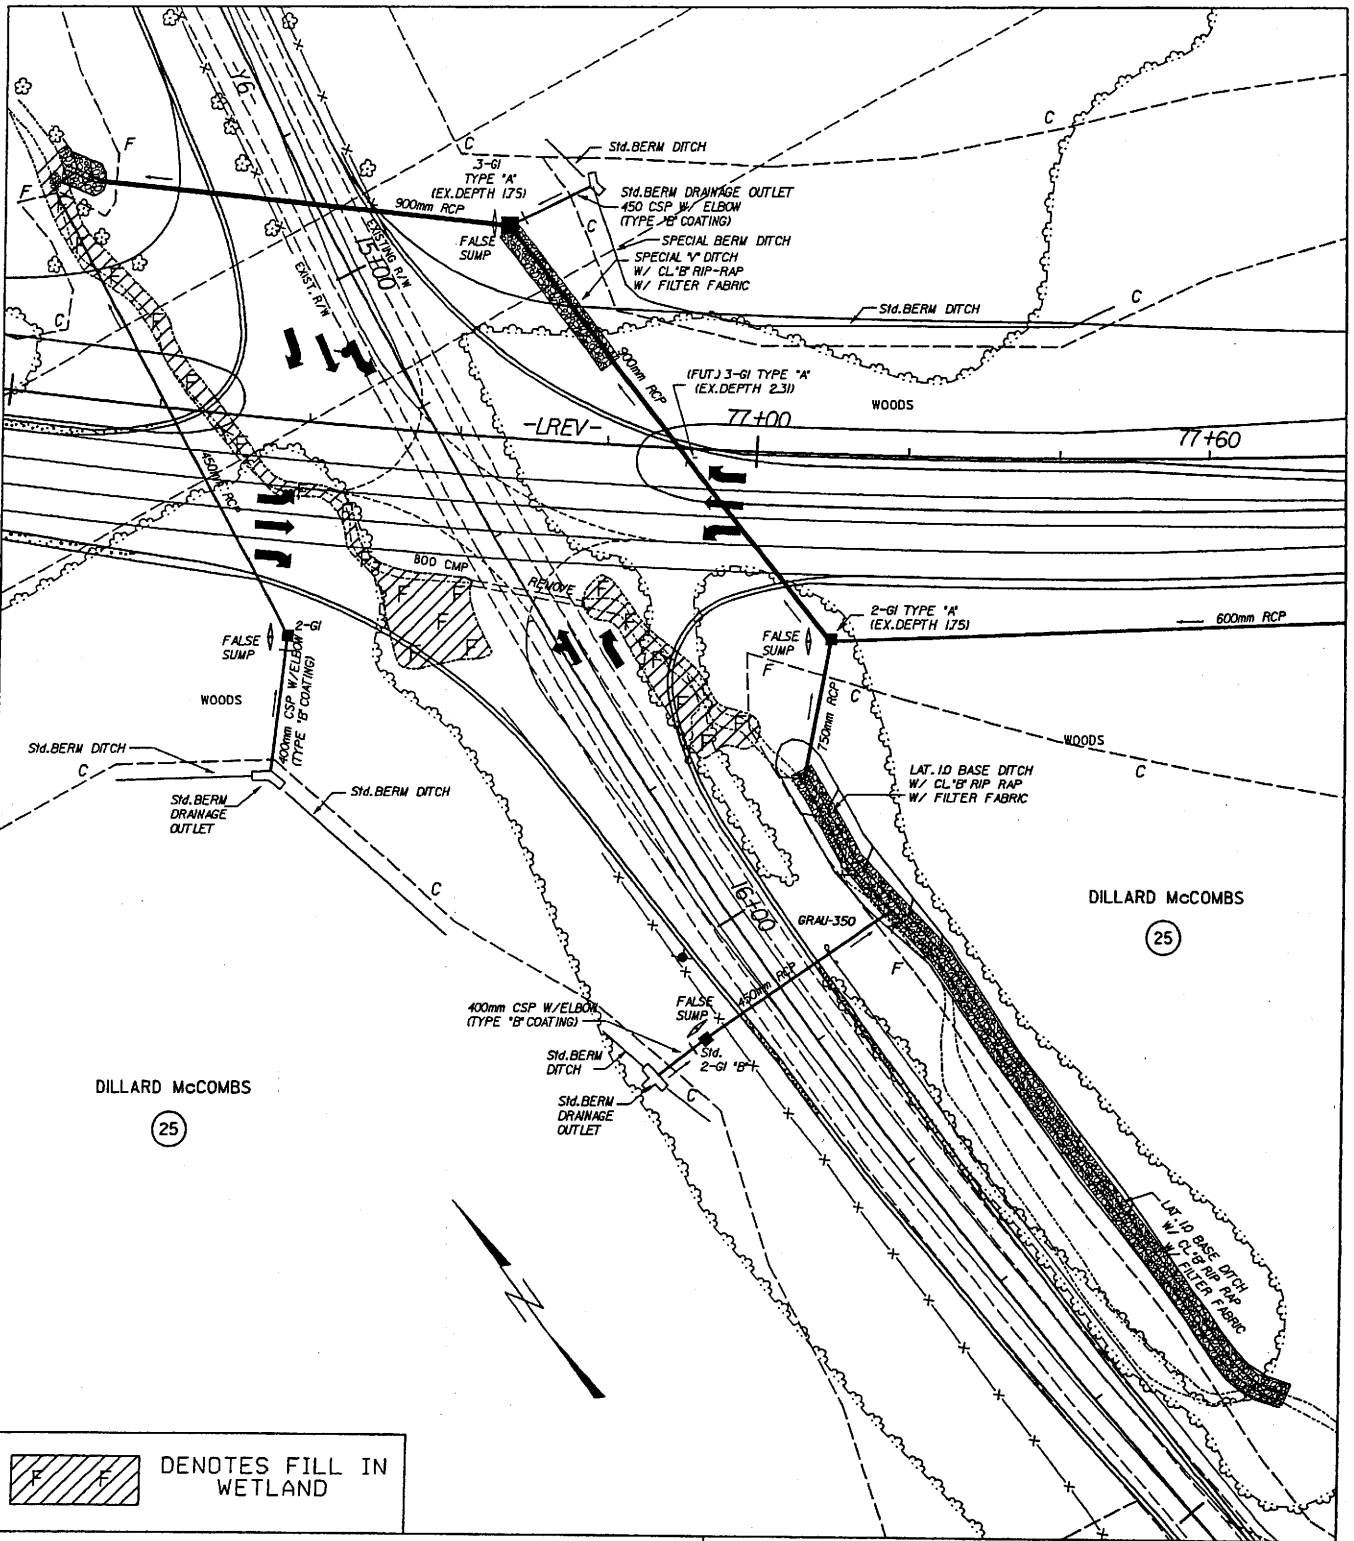 Y6-
F
F
C
C
C
Std.BERM DITCH
3-GI
TYPE "A"
(EX.DEPTH 1.75)
900mm RCP
FALSE
SUMP
Std.BERM DRAINAGE OUTLET
450 CSP W/ ELBOW
(TYPE "B" COATING)
C
SPECIAL BERM DITCH
SPECIAL "V" DITCH
W/ CL "B" RIP-RAP
W/ FILTER FABRIC
EXISTING R/W
15+00
EXIST. R/W
C
C
Std.BERM DITCH
900mm RCP
(FUT.) 3-GI TYPE "A"
(EX.DEPTH 2.31)
WOODS
-LREV-
77+00
77+60
450mm RCP
800 CMP
REMOVE
F F
F
F
F
F
F
F
2-GI
FALSE
SUMP
400mm CSP W/ELBOW
(TYPE "B" COATING)
WOODS
2-GI TYPE "A"
(EX.DEPTH 1.75)
FALSE
SUMP
600mm RCP
F
C
750mm RCP
WOODS
C
Std.BERM DITCH
C
Std.BERM
DRAINAGE
OUTLET
Std.BERM DITCH
C
LAT. 1.0 BASE DITCH
W/ CL "B" RIP RAP
W/ FILTER FABRIC
16+00
GRAU-350
F
DILLARD McCOMBS
25
450mm RCP
400mm CSP W/ELBOW
(TYPE "B" COATING)
FALSE
SUMP
Std.
2-GI "B"
Std.BERM
DITCH
C
Std.BERM
DRAINAGE
OUTLET
DILLARD McCOMBS
25
LAT. 1.0 BASE DITCH
W/ CL "B" RIP RAP
W/ FILTER FABRIC
F F
DENOTES FILL IN
WETLAND